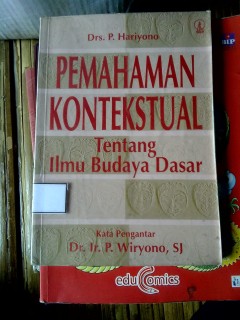 Drs. P. Hariyono
PEMAHAMAN
KONTEKSTUAL
Tentang
Ilmu Budaya Dasar
Kata Pengantar
Dr. Ir. P. Wiryono, SJ
eduComics